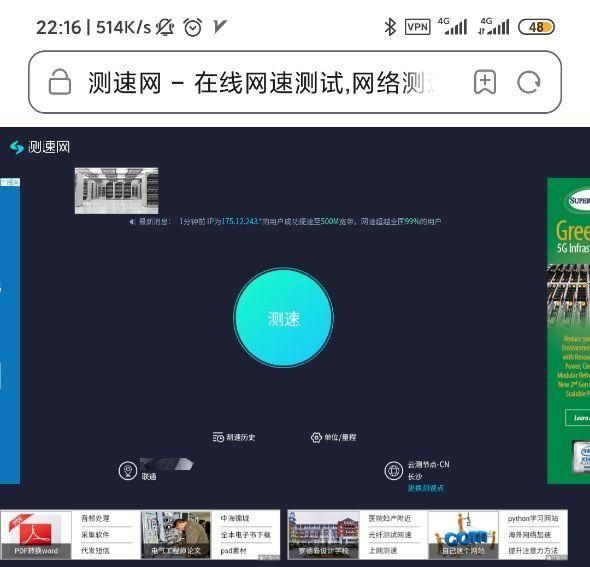 22:16 | 514K/s
VPN 4G 4G 48
测速网 - 在线网速测试,网络测
测速网
最新消息: 1分钟前 IP为175.12.243.*的用户成功提速至500M宽带，网速超越全国99%的用户
测速
测速历史
单位/量程
联通
云测节点-CN
长沙
更换测速点
SUPER
Gree
5G Infras
Reduce you
Environmen
with Resou
Power, Co
Modular Refre
New 2nd Gen I
Scalable P
Learn
PDF转换word
音频处理
采集软件
代发短信
电气工程师论文
中海锦城
全本电子书下载
psd素材
罗德岛设计学校
医院妇产附近
光纤测试网速
上网测速
.COM
自己建个网站
python学习网站
海外网络加速
提升注意力方法